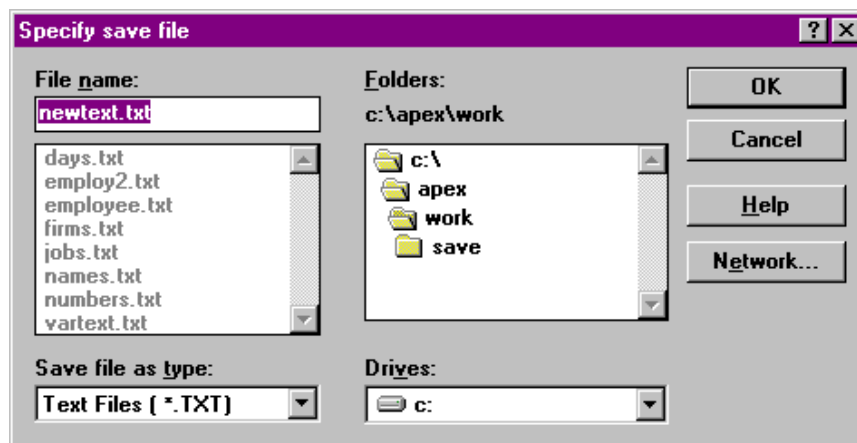 Specify save file
File name:
newtext.txt
days.txt
employ2.txt
employee.txt
firms.txt
jobs.txt
names.txt
numbers.txt
vartext.txt
Save file as type:
Text Files ( *.TXT)
Folders:
c:\apex\work
c:\
apex
work
save
Drives:
c:
OK
Cancel
Help
Network...